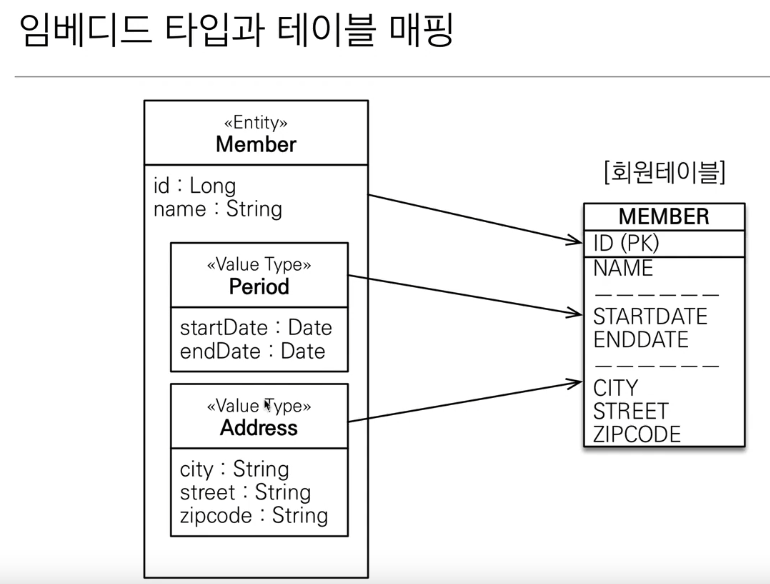 임베디드 타입과 테이블 매핑
«Entity»
Member
id : Long
name : String
«Value Type»
Period
startDate : Date
endDate : Date
«Value Type»
Address
city : String
street : String
zipcode : String
[회원테이블]
MEMBER
ID (PK)
NAME
STARTDATE
ENDDATE
CITY
STREET
ZIPCODE